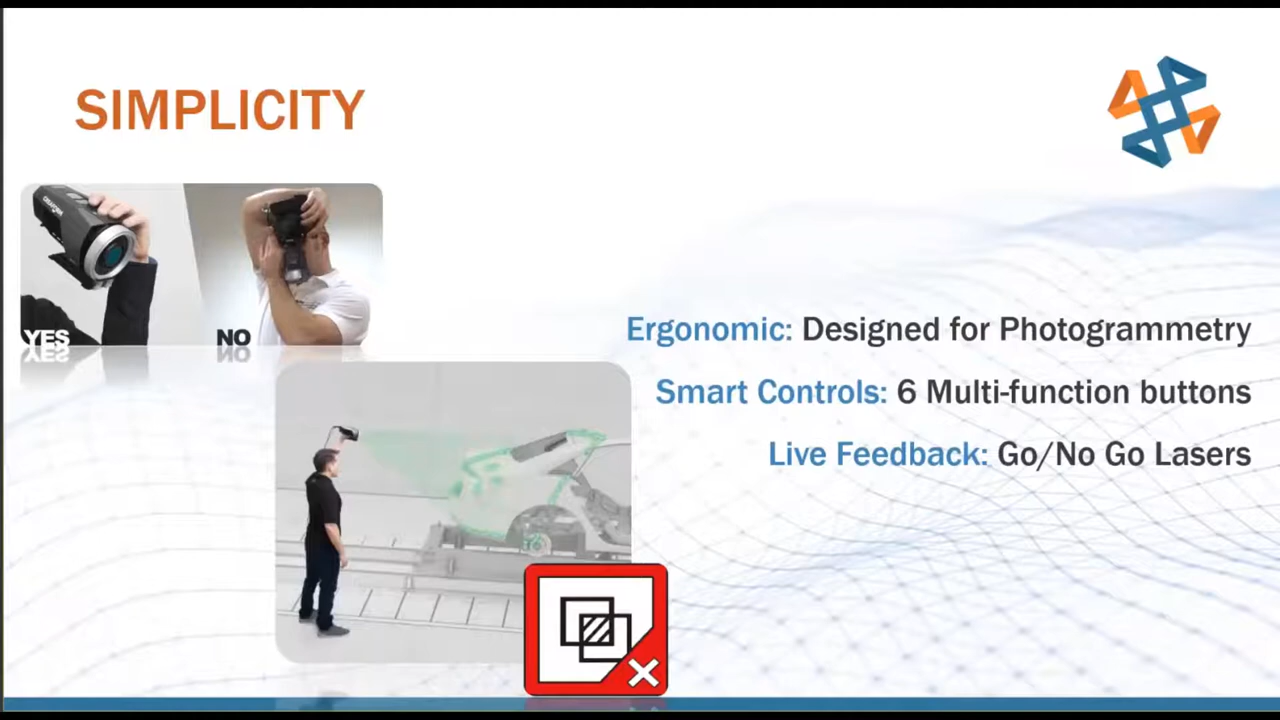 SIMPLICITY
YES
NO
Ergonomic: Designed for Photogrammetry
Smart Controls: 6 Multi-function buttons
Live Feedback: Go/No Go Lasers